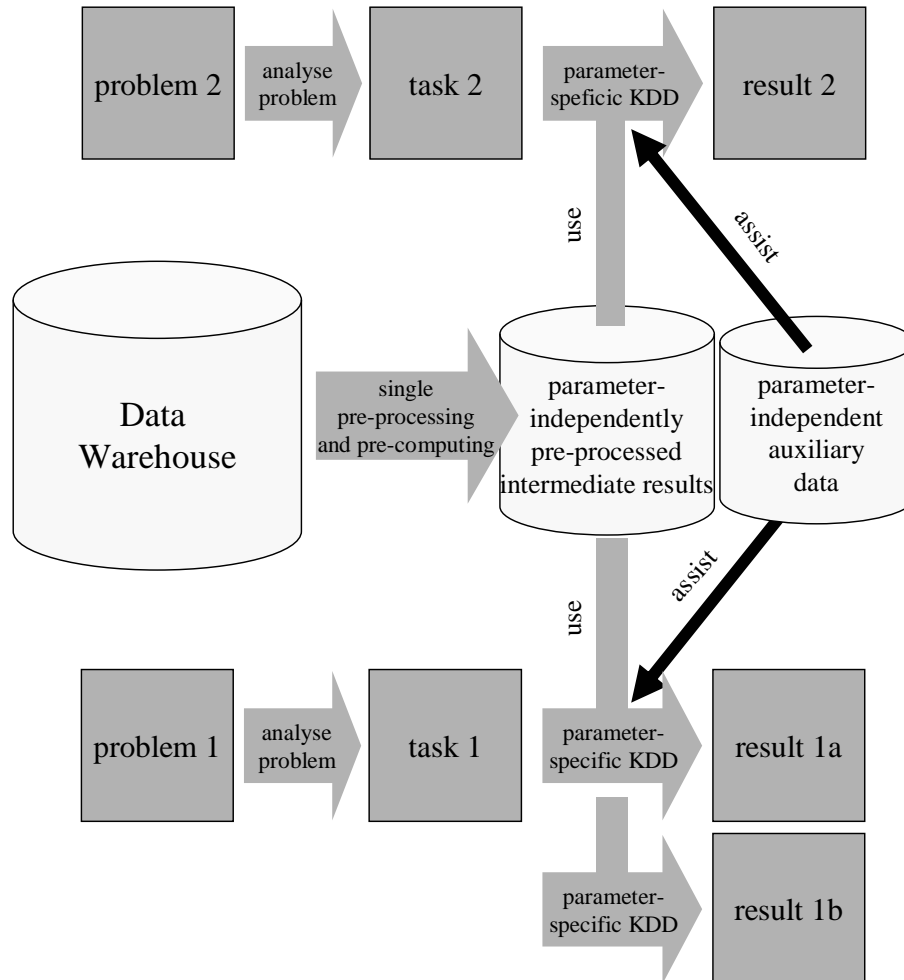 problem 2
analyse
problem
task 2
parameter-
speficic KDD
result 2
use
assist
Data
Warehouse
single
pre-processing
and pre-computing
parameter-
independently
pre-processed
intermediate results
parameter-
independent
auxiliary
data
use
assist
problem 1
analyse
problem
task 1
parameter-
specific KDD
result 1a
parameter-
specific KDD
result 1b